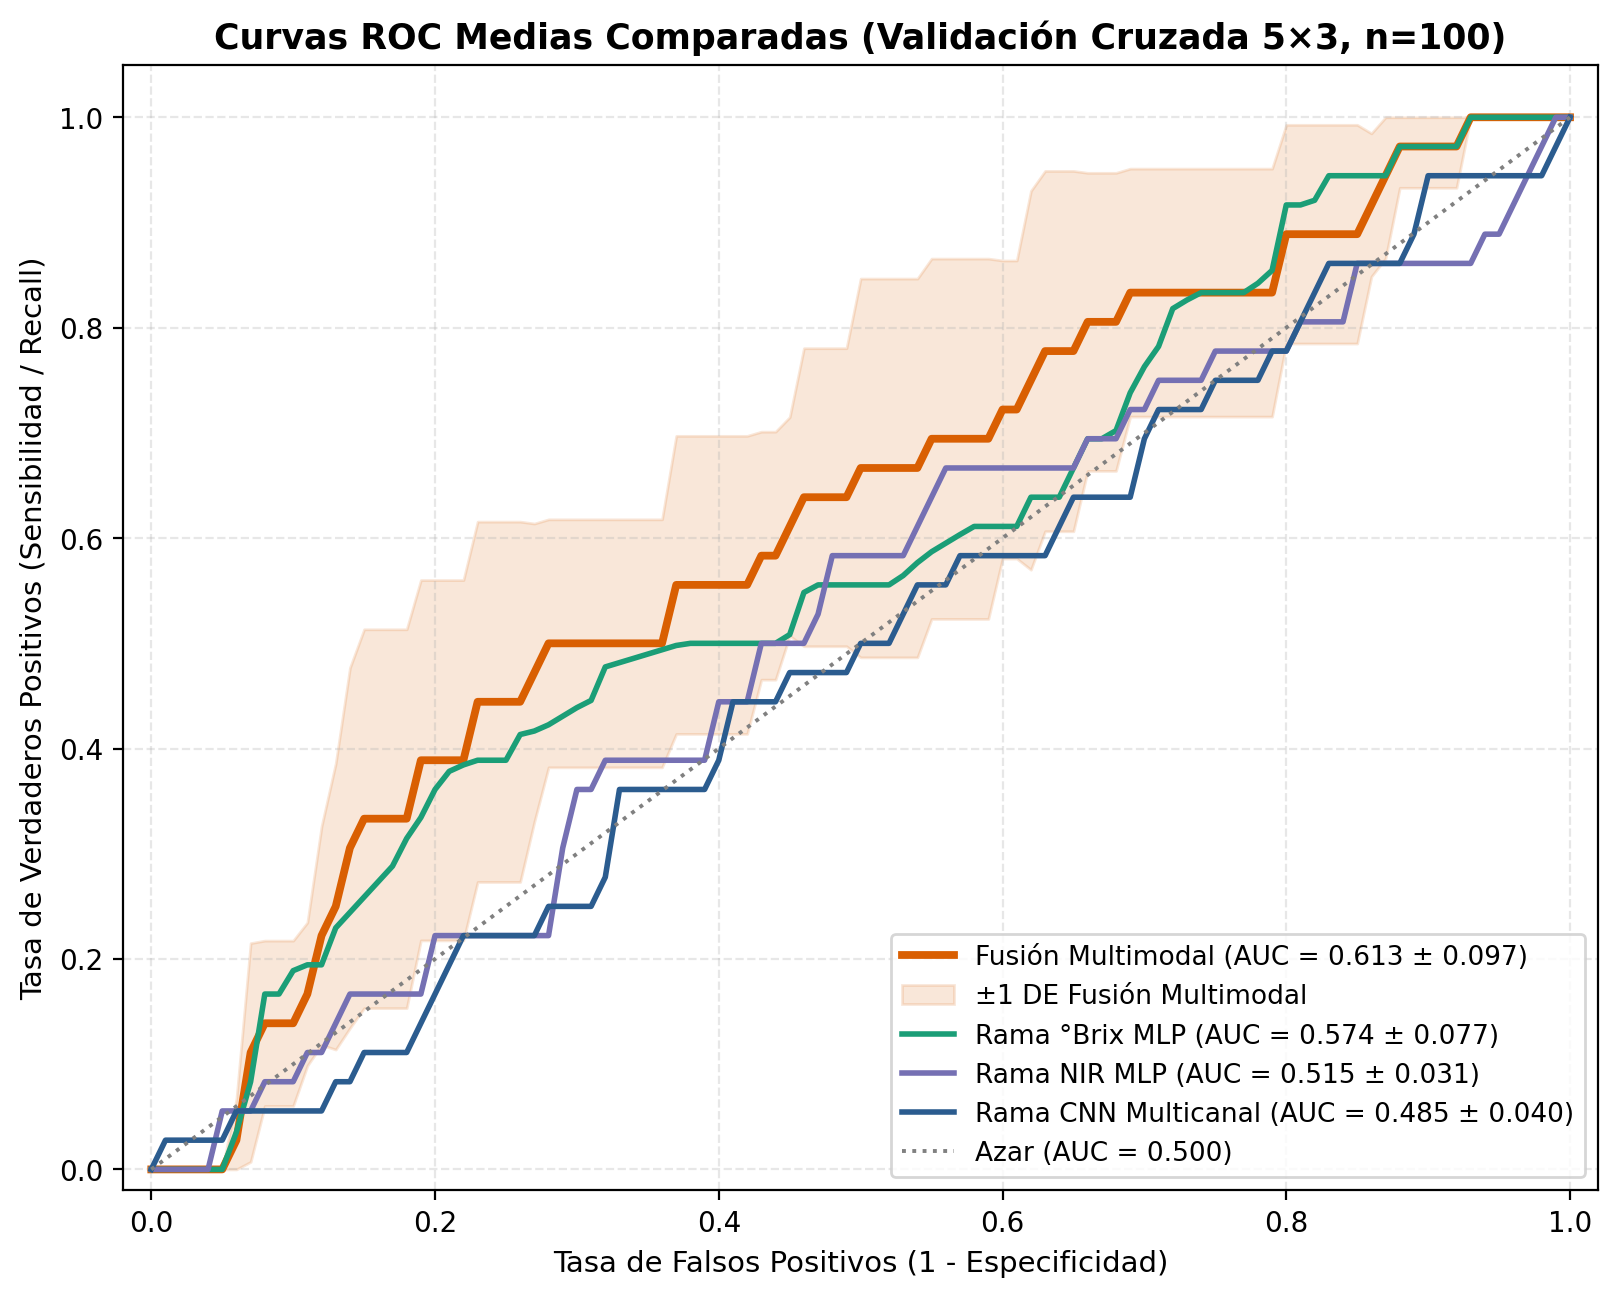 Curvas ROC Medias Comparadas (Validación Cruzada 5×3, n=100)
Tasa de Verdaderos Positivos (Sensibilidad / Recall)
1.0
0.8
0.6
0.4
0.2
0.0
0.0 0.2 0.4 0.6 0.8 1.0
Tasa de Falsos Positivos (1 - Especificidad)
Fusión Multimodal (AUC = 0.613 ± 0.097)
±1 DE Fusión Multimodal
Rama °Brix MLP (AUC = 0.574 ± 0.077)
Rama NIR MLP (AUC = 0.515 ± 0.031)
Rama CNN Multicanal (AUC = 0.485 ± 0.040)
Azar (AUC = 0.500)